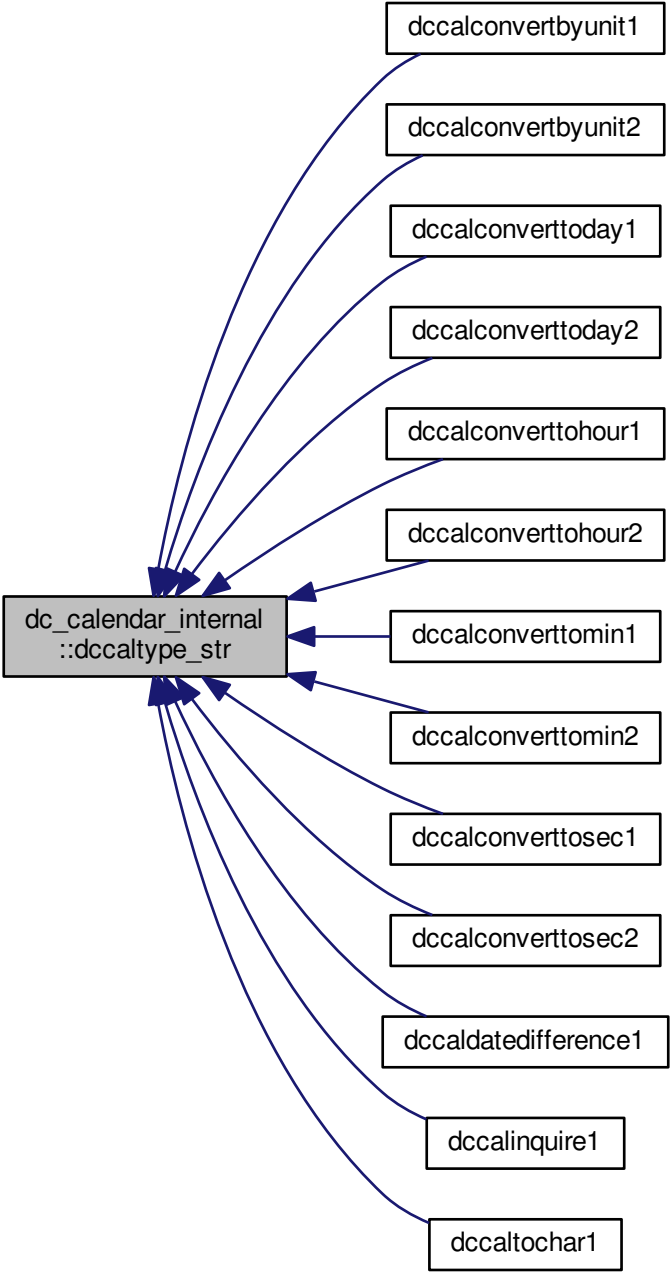 dccalconvertbyunit1
dccalconvertbyunit2
dccalconverttoday1
dccalconverttoday2
dccalconverttohour1
dccalconverttohour2
dc_calendar_internal
::dccaltype_str
dccalconverttomin1
dccalconverttomin2
dccalconverttosec1
dccalconverttosec2
dccaldatedifference1
dccalinquire1
dccaltochar1